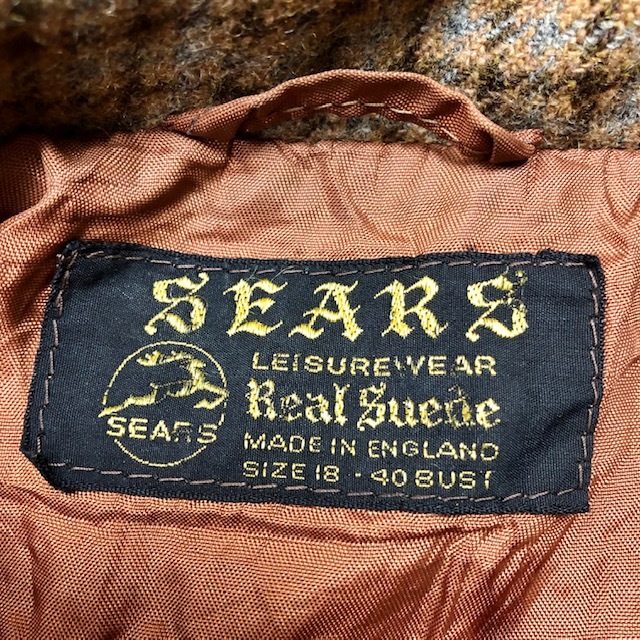 SEARS
LEISUREWEAR
Real Suede
SEARS
MADE IN ENGLAND
SIZE 18 - 40 BUST